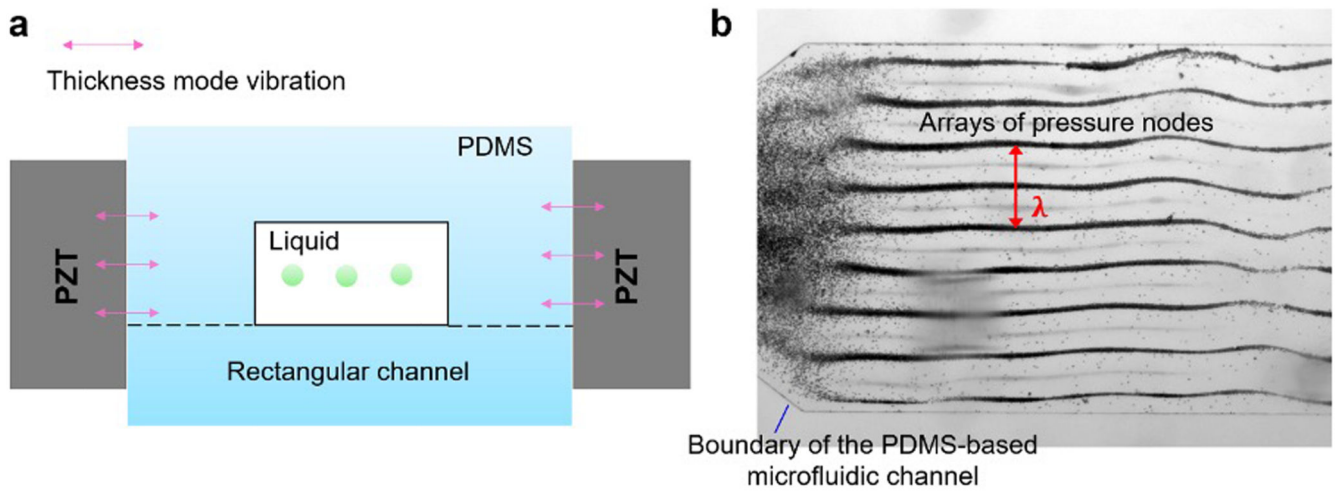 a
Thickness mode vibration
PDMS
Liquid
PZT
PZT
Rectangular channel
b
Arrays of pressure nodes
λ
Boundary of the PDMS-based
microfluidic channel